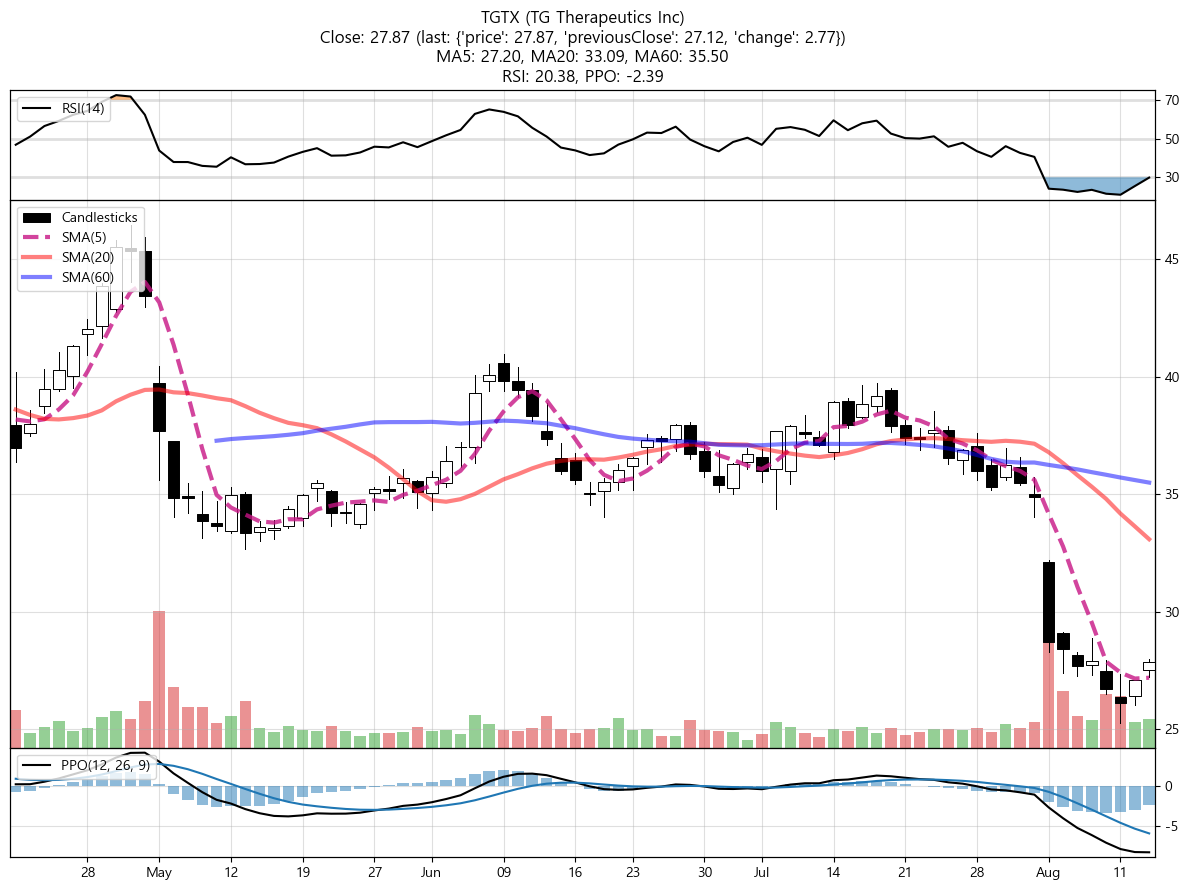 TGTX (TG Therapeutics Inc)
Close: 27.87 (last: {'price': 27.87, 'previousClose': 27.12, 'change': 2.77})
MA5: 27.20, MA20: 33.09, MA60: 35.50
RSI: 20.38, PPO: -2.39
RSI(14)
70
50
30
Candlesticks
SMA(5)
SMA(20)
SMA(60)
45
40
35
30
25
PPO(12, 26, 9)
0
-5
28 May 12 19 27 Jun 09 16 23 30 Jul 14 21 28 Aug 11